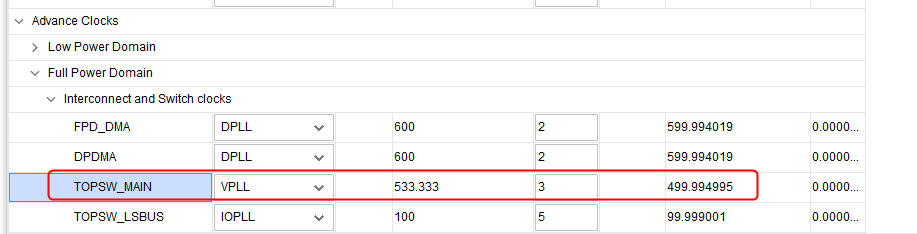 Advance Clocks
Low Power Domain
Full Power Domain
Interconnect and Switch clocks
FPD_DMA DPLL 600 2 599.994019 0.0000...
DPDMA DPLL 600 2 599.994019 0.0000...
TOPSW_MAIN VPLL 533.333 3 499.994995 0.0000...
TOPSW_LSBUS IOPLL 100 5 99.999001 0.0000...